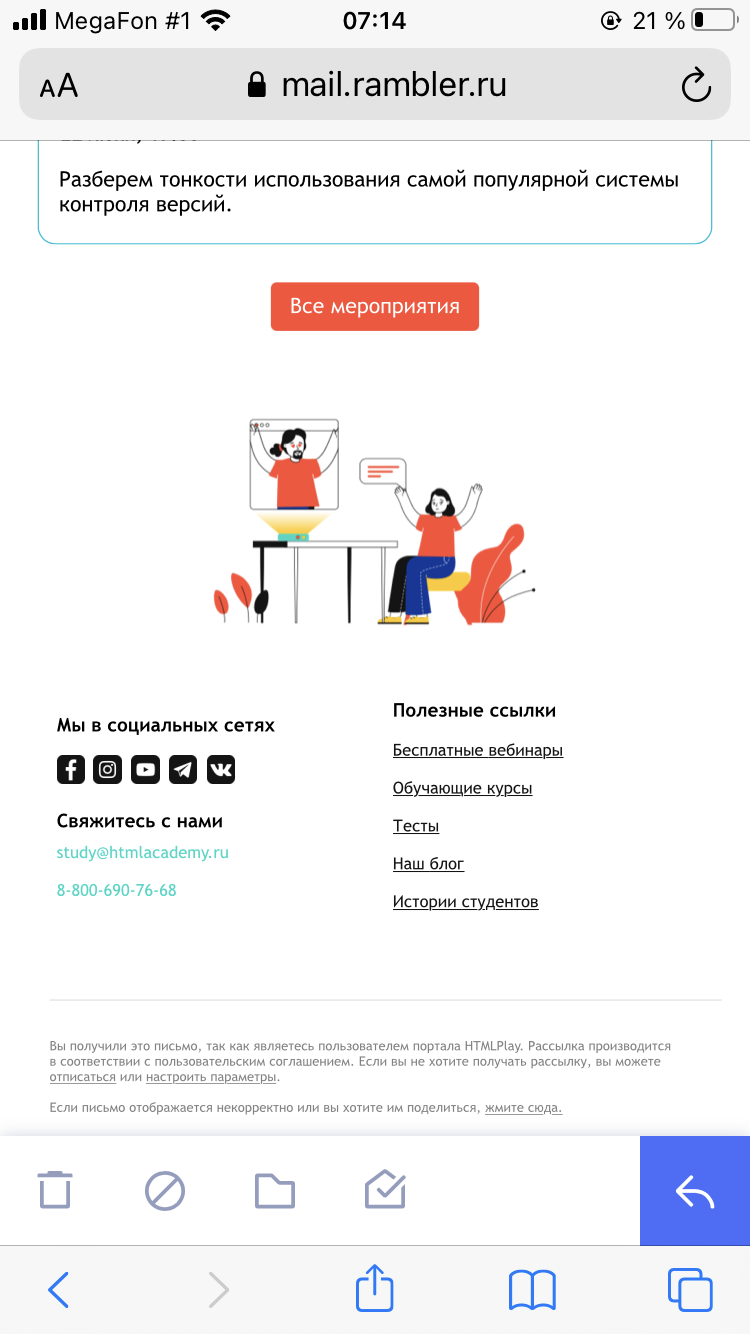 MegaFon #1
07:14
21 %
AA
mail.rambler.ru
Разберем тонкости использования самой популярной системы
контроля версий.
Все мероприятия
Мы в социальных сетях
Свяжитесь с нами
study@htmlacademy.ru
8-800-690-76-68
Полезные ссылки
Бесплатные вебинары
Обучающие курсы
Тесты
Наш блог
Истории студентов
Вы получили это письмо, так как являетесь пользователем портала HTMLPlay. Рассылка производится
в соответствии с пользовательским соглашением. Если вы не хотите получать рассылку, вы можете
отписаться или настроить параметры.
Если письмо отображается некорректно или вы хотите им поделиться, жмите сюда.